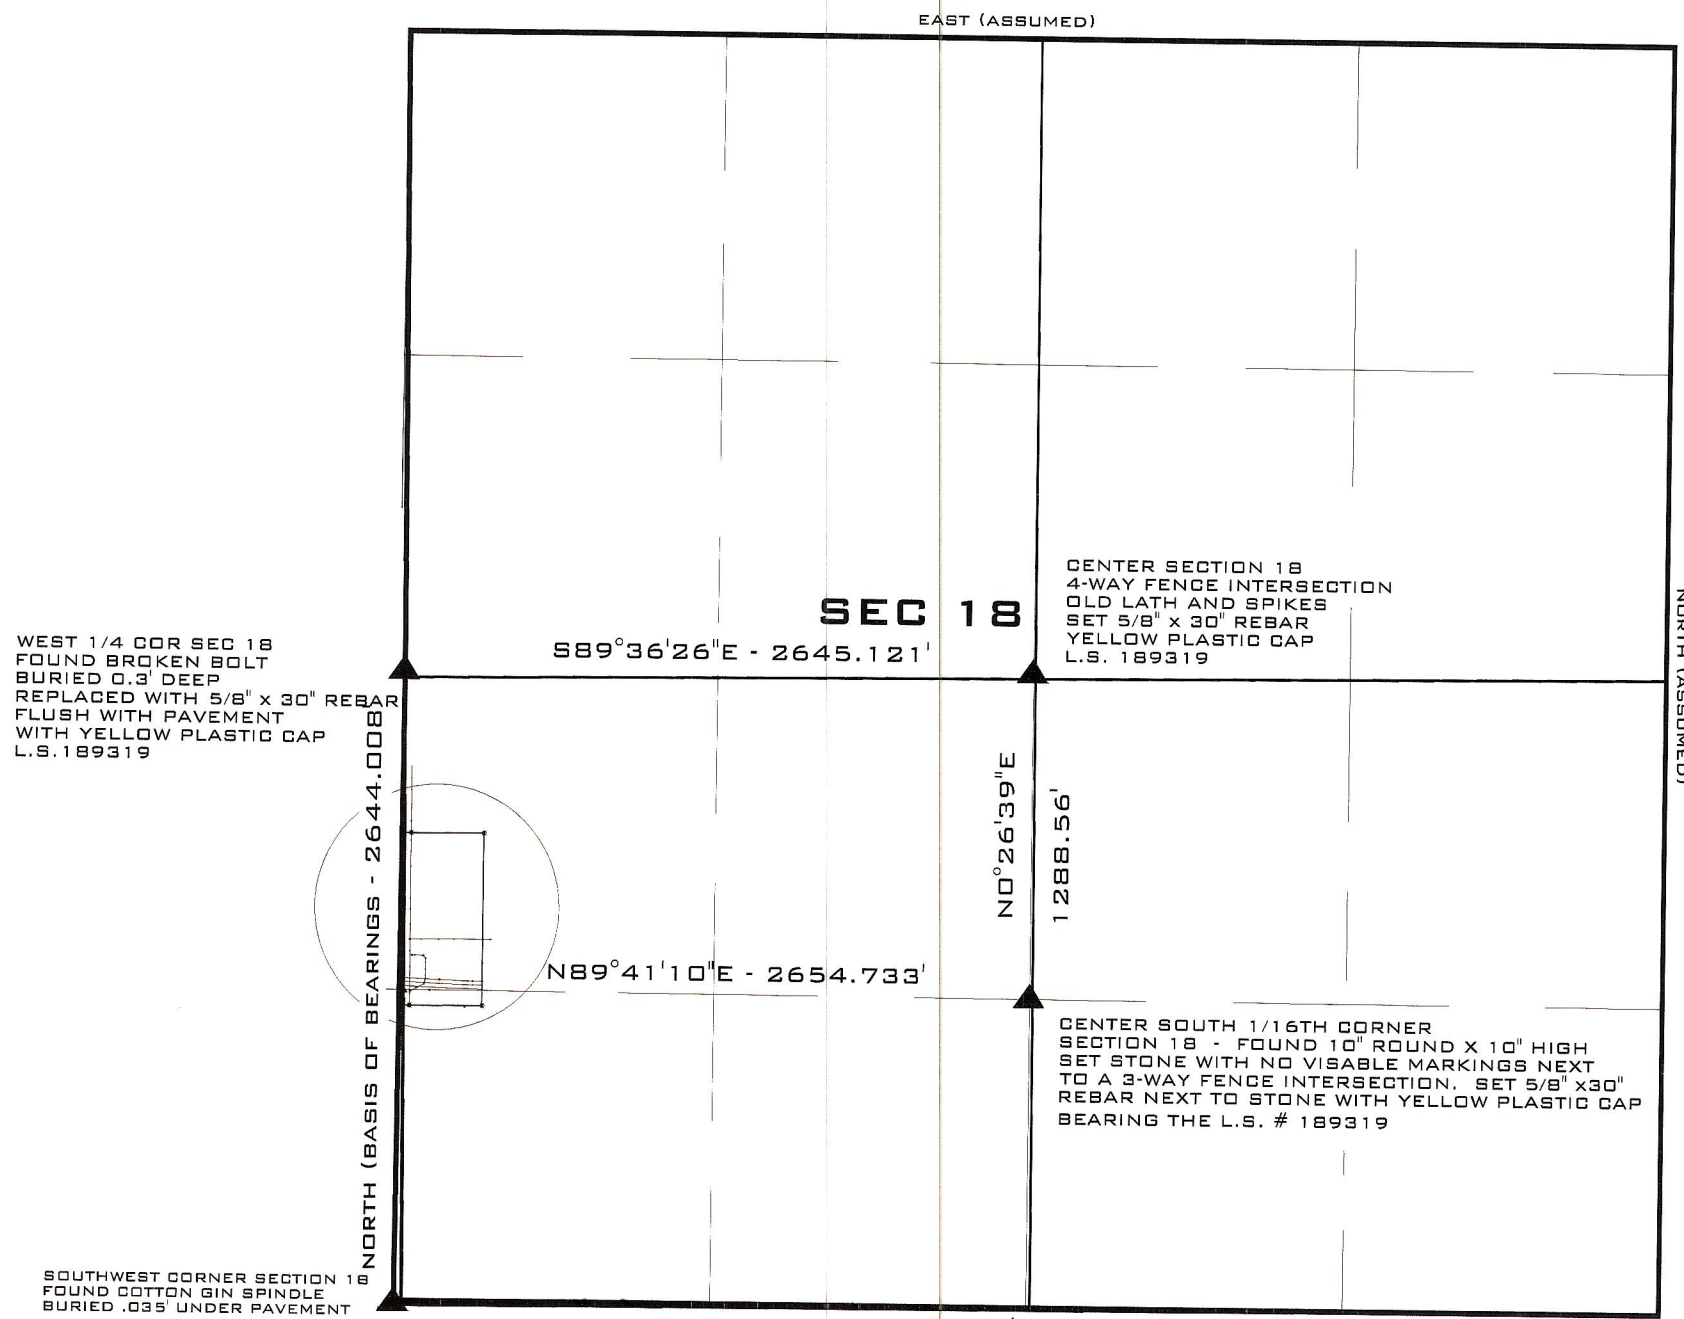 EAST (ASSUMED)
CENTER SECTION 18
4-WAY FENCE INTERSECTION
OLD LATH AND SPIKES
SET 5/8" x 30" REBAR
YELLOW PLASTIC CAP
L.S. 189319
SEC 18
S89°36'26"E - 2645.121'
NORTH (ASSUMED)
WEST 1/4 COR SEC 18
FOUND BROKEN BOLT
BURIED 0.3' DEEP
REPLACED WITH 5/8" x 30" REBAR
FLUSH WITH PAVEMENT
WITH YELLOW PLASTIC CAP
L.S.189319
NORTH (BASIS OF BEARINGS - 2644.008'
N0°26'39"E
1288.56'
N89°41'10"E - 2654.733'
CENTER SOUTH 1/16TH CORNER
SECTION 18 - FOUND 10" ROUND X 10" HIGH
SET STONE WITH NO VISABLE MARKINGS NEXT
TO A 3-WAY FENCE INTERSECTION. SET 5/8" x30"
REBAR NEXT TO STONE WITH YELLOW PLASTIC CAP
BEARING THE L.S. # 189319
SOUTHWEST CORNER SECTION 18
FOUND COTTON GIN SPINDLE
BURIED .035' UNDER PAVEMENT